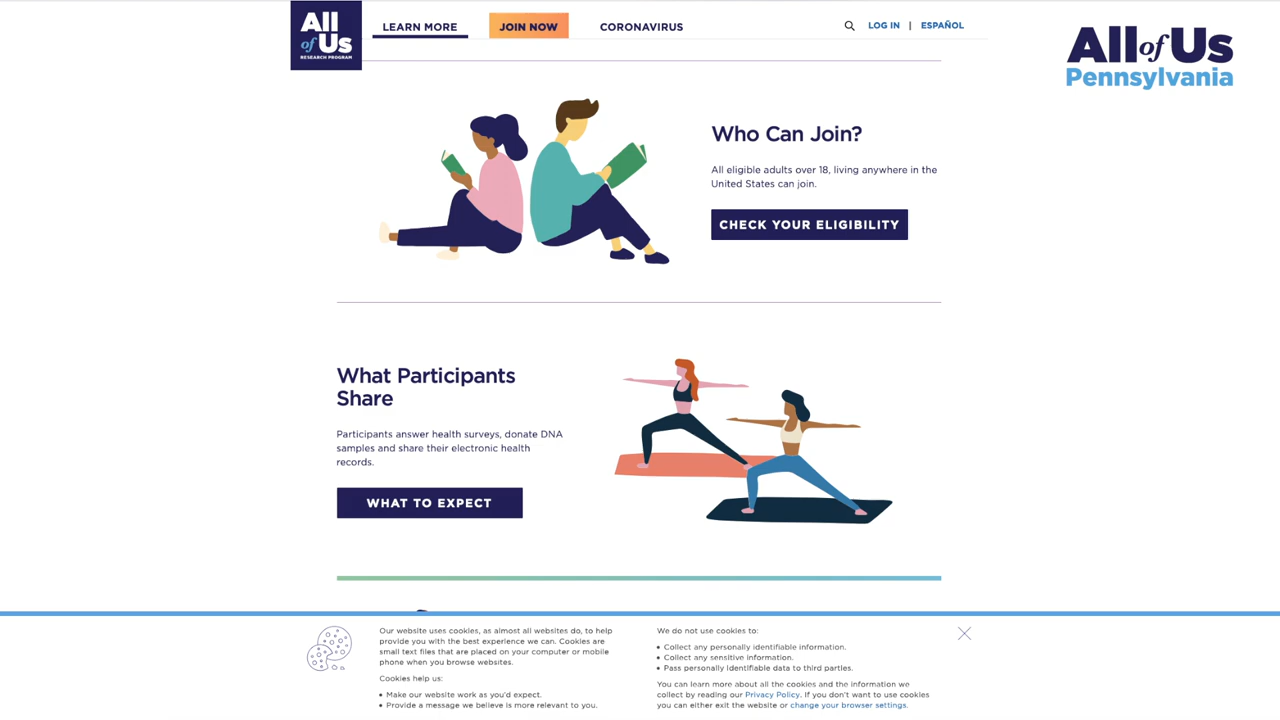 All
of Us
RESEARCH PROGRAM
LEARN MORE
JOIN NOW
CORONAVIRUS
LOG IN | ESPAÑOL
All of Us
Pennsylvania
Who Can Join?
All eligible adults over 18, living anywhere in the
United States can join.
CHECK YOUR ELIGIBILITY
What Participants
Share
Participants answer health surveys, donate DNA
samples and share their electronic health
records.
WHAT TO EXPECT
Our website uses cookies, as almost all websites do, to help
provide you with the best experience we can. Cookies are
small text files that are placed on your computer or mobile
phone when you browse websites.
Cookies help us:
• Make our website work as you'd expect.
• Provide a message we believe is more relevant to you.
We do not use cookies to:
• Collect any personally identifiable information.
• Collect any sensitive information.
• Pass personally identifiable data to third parties.
You can learn more about all the cookies and the information we
collect by reading our Privacy Policy. If you don't want to use cookies
you can either exit the website or change your browser settings.